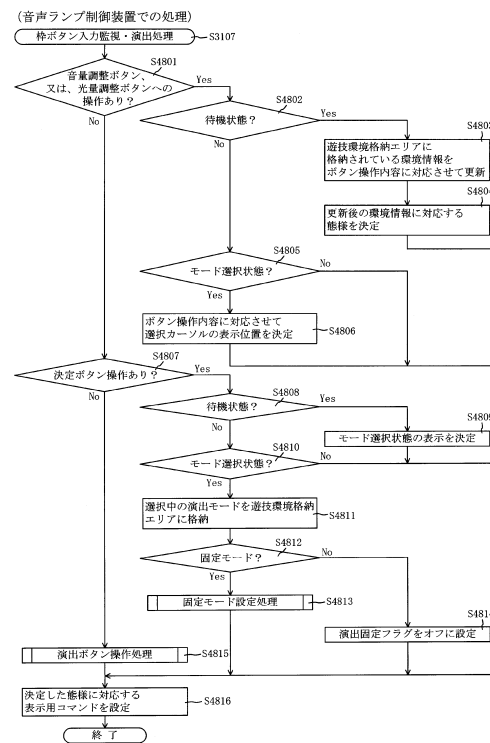 (音声ランプ制御装置での処理)
枠ボタン入力監視・演出処理
S3107
S4801
音量調整ボタン、
又は、光量調整ボタンへの
操作あり?
Yes
No
S4802
待機状態?
Yes
No
S4803
遊技環境格納エリアに
格納されている環境情報を
ボタン操作内容に対応させて更新
S4804
更新後の環境情報に対応する
態様を決定
S4805
モード選択状態?
No
Yes
ボタン操作内容に対応させて
選択カーソルの表示位置を決定
S4806
S4807
決定ボタン操作あり?
Yes
No
S4808
待機状態?
Yes
No
S4809
モード選択状態の表示を決定
S4810
モード選択状態?
No
Yes
選択中の演出モードを遊技環境格納
エリアに格納
S4811
S4812
固定モード?
No
Yes
固定モード設定処理
S4813
S4814
演出固定フラグをオフに設定
演出ボタン操作処理
S4815
決定した態様に対応する
表示用コマンドを設定
S4816
終了